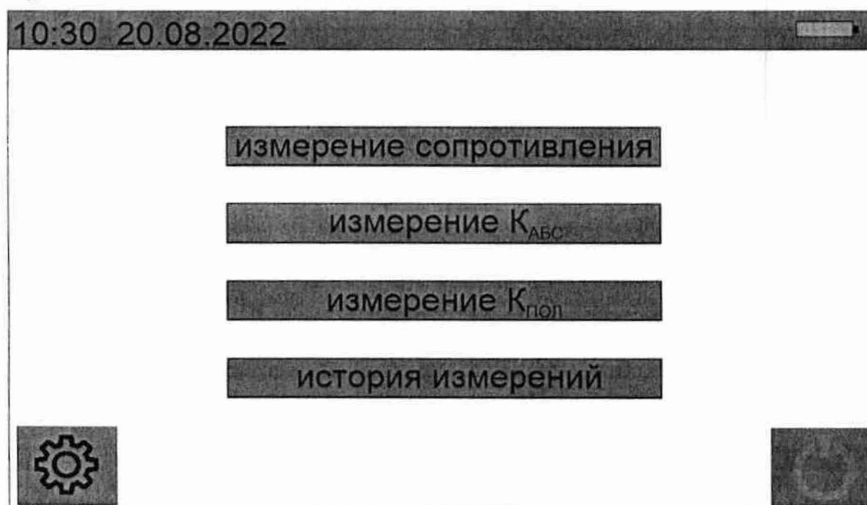 10:30 20.08.2022
измерение сопротивления
измерение КАБС
измерение КПОЛ
история измерений